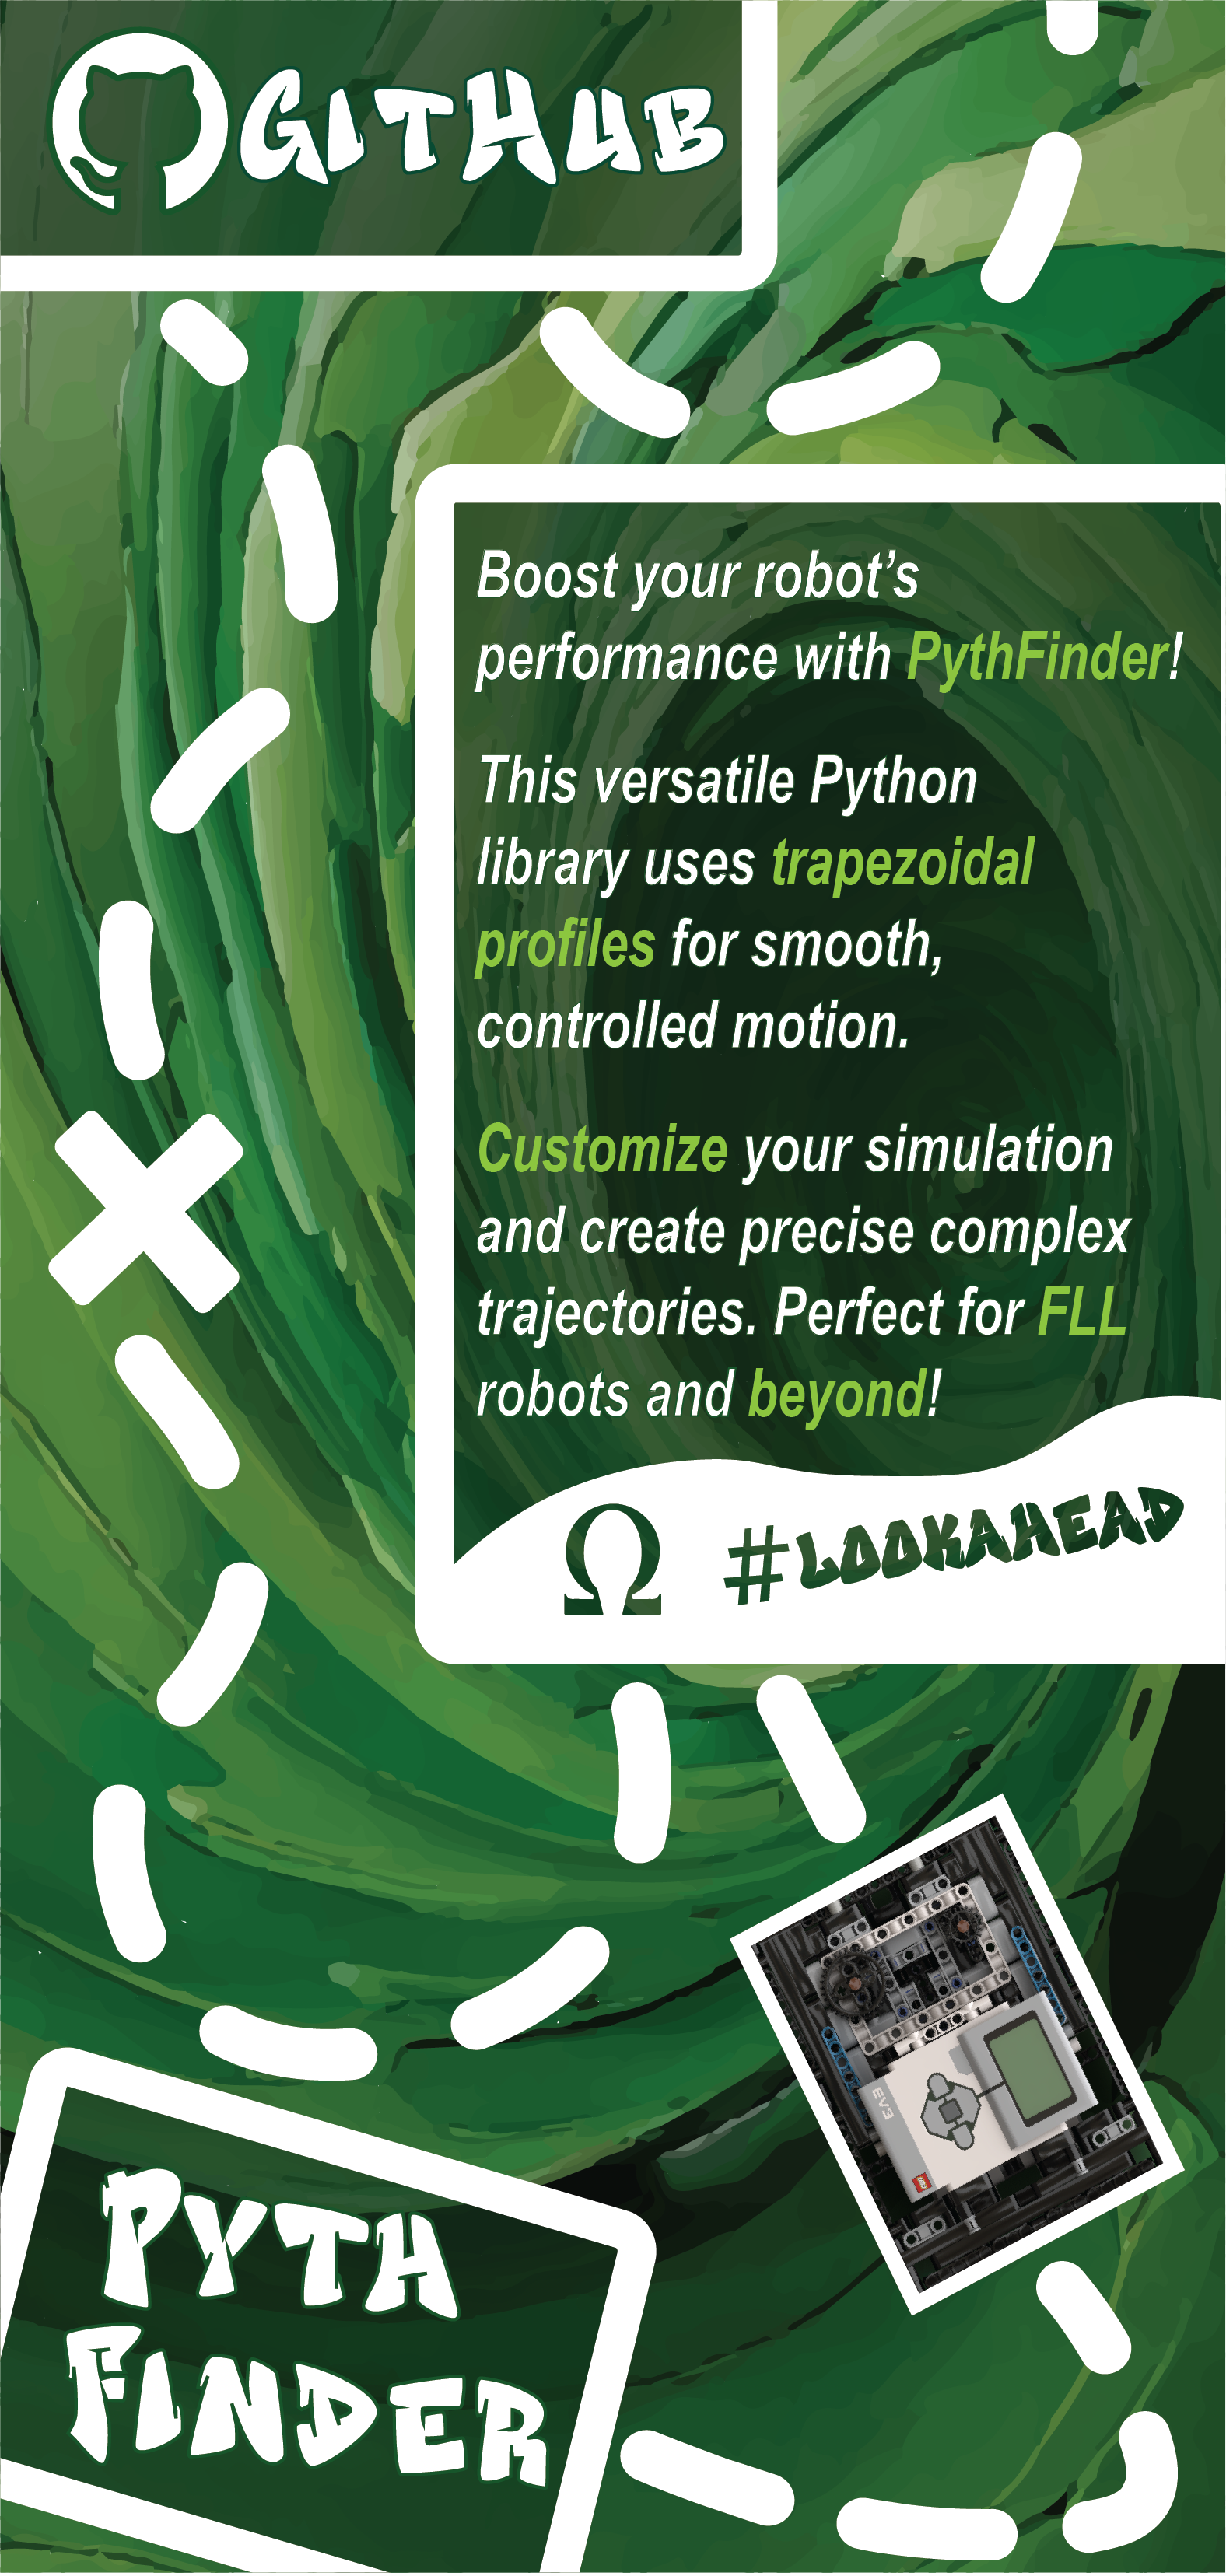 GITHUB
Boost your robot’s
performance with PythFinder!
This versatile Python
library uses trapezoidal
profiles for smooth,
controlled motion.
Customize your simulation
and create precise complex
trajectories. Perfect for FLL
robots and beyond!
Ω #LOOKAHEAD
EV3
LEGO
PYTH
FINDER